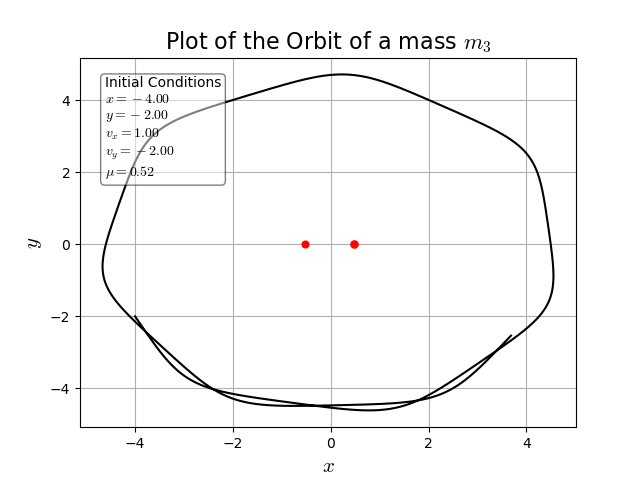 Plot of the Orbit of a mass m₃
Initial Conditions
x = −4.00
y = −2.00
vₓ = 1.00
v_y = −2.00
μ = 0.52
4
2
0
−2
−4
y
−4
−2
0
2
4
x